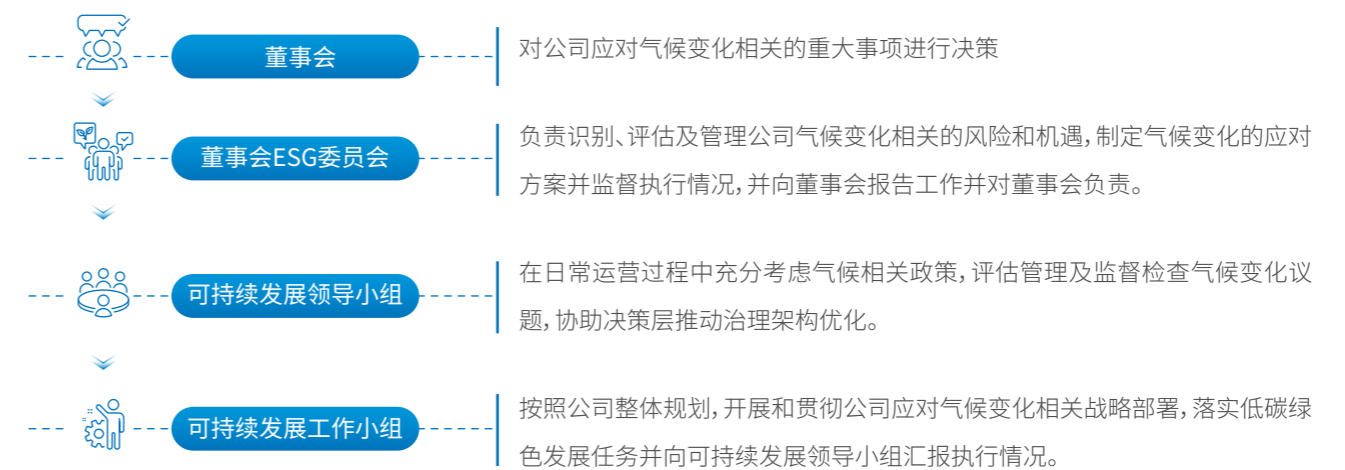 董事会
对公司应对气候变化相关的重大事项进行决策
董事会ESG委员会
负责识别、评估及管理公司气候变化相关的风险和机遇，制定气候变化的应对
方案并监督执行情况，并向董事会报告工作并对董事会负责。
可持续发展领导小组
在日常运营过程中充分考虑气候相关政策，评估管理及监督检查气候变化议
题，协助决策层推动治理架构优化。
可持续发展工作小组
按照公司整体规划，开展和贯彻公司应对气候变化相关战略部署，落实低碳绿
色发展任务并向可持续发展领导小组汇报执行情况。